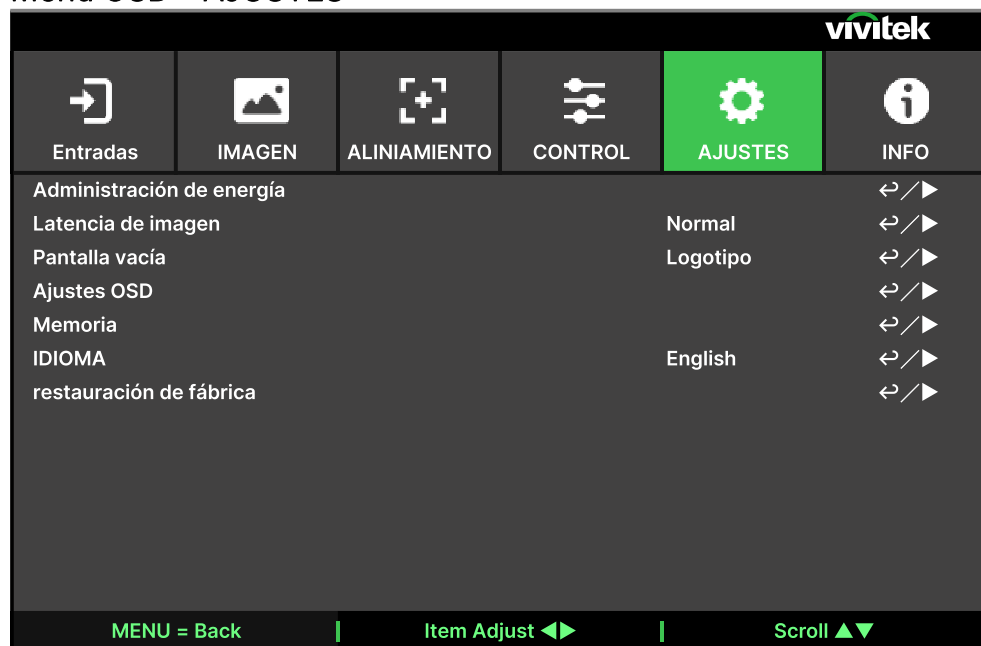 vivitek
Entradas IMAGEN ALINIAMIENTO CONTROL AJUSTES INFO
Administración de energía
Latencia de imagen Normal
Pantalla vacía Logotipo
Ajustes OSD
Memoria
IDIOMA English
restauración de fábrica
MENU = Back Item Adjust ◀▶ Scroll ▲▼